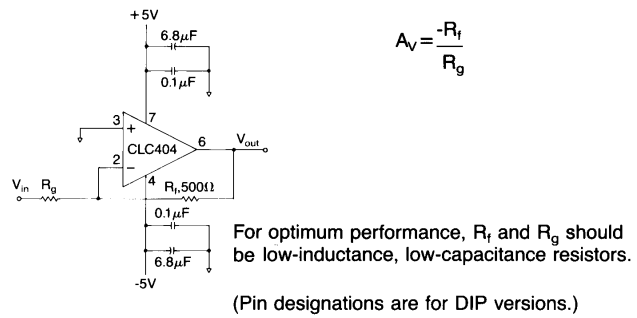 +5V
6.8µF
0.1µF
A_V = -R_f / R_g
3
7
+
CLC404
6
V_out
2
−
4
V_in R_g
R_f,500Ω
0.1µF
6.8µF
-5V
For optimum performance, R_f and R_g should
be low-inductance, low-capacitance resistors.
(Pin designations are for DIP versions.)